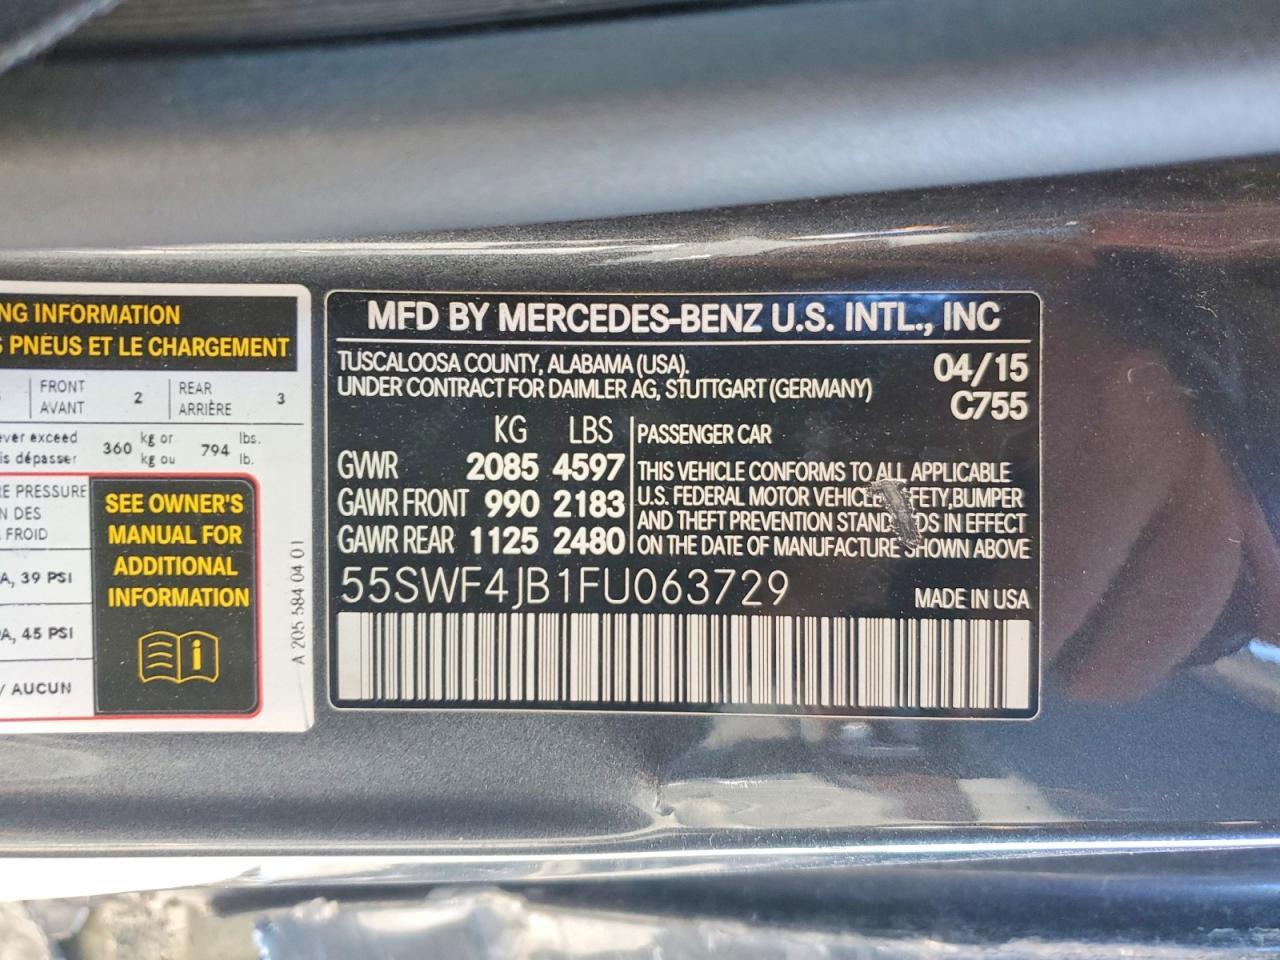 NG INFORMATION
S PNEUS ET LE CHARGEMENT
FRONT
AVANT
2
REAR
ARRIÈRE
3
ever exceed
is dépasser
360
kg or
kg ou
794
lbs.
lb.
RE PRESSURE
N DES
FROID
A, 39 PSI
A, 45 PSI
/ AUCUN
SEE OWNER'S
MANUAL FOR
ADDITIONAL
INFORMATION
i
A 205 584 04 01
MFD BY MERCEDES-BENZ U.S. INTL., INC
TUSCALOOSA COUNTY, ALABAMA (USA).
UNDER CONTRACT FOR DAIMLER AG, STUTTGART (GERMANY)
04/15
C755
KG LBS
GVWR 2085 4597
GAWR FRONT 990 2183
GAWR REAR 1125 2480
PASSENGER CAR
THIS VEHICLE CONFORMS TO ALL APPLICABLE
U.S. FEDERAL MOTOR VEHICLE FETY,BUMPER
AND THEFT PREVENTION STAND DS IN EFFECT
ON THE DATE OF MANUFACTURE SHOWN ABOVE
55SWF4JB1FU063729
MADE IN USA